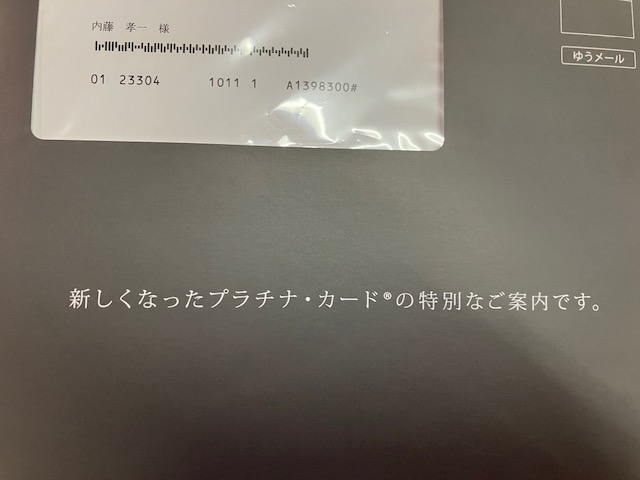 内藤 孝一 様
01 23304 1011 1 A1398300#
ゆうメール
新しくなったプラチナ・カード®の特別なご案内です。